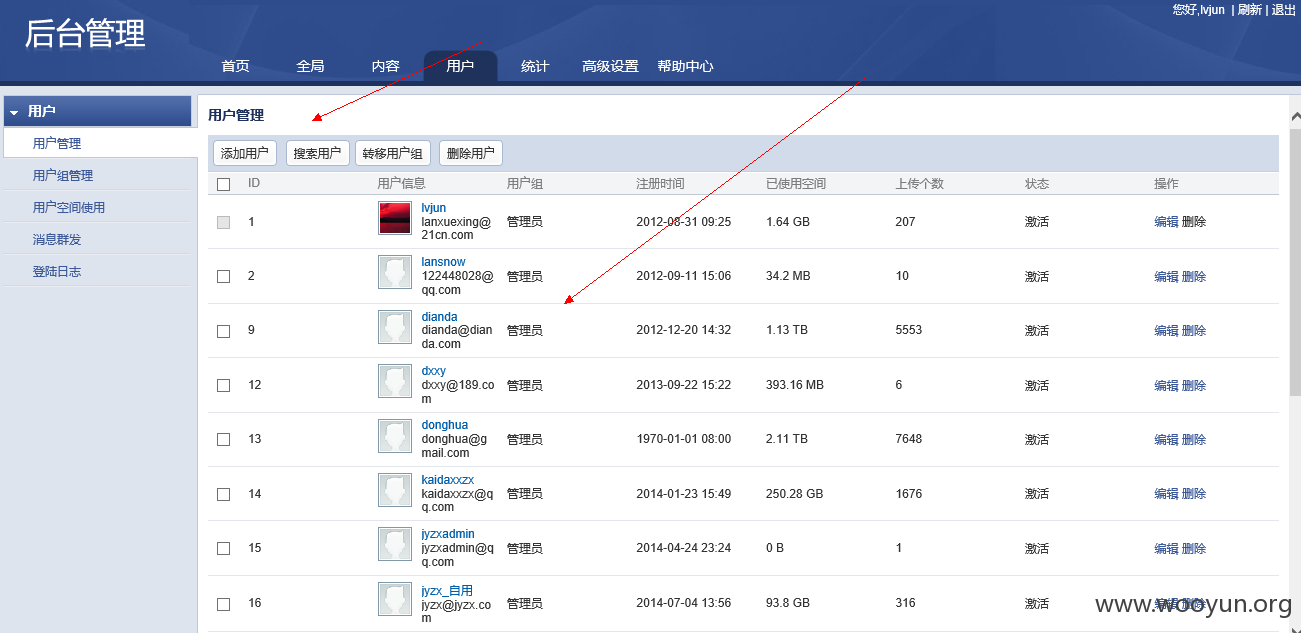 您好,lvjun | 刷新 | 退出
后台管理
首页 全局 内容 用户 统计 高级设置 帮助中心
用户
用户管理
用户组管理
用户空间使用
消息群发
登陆日志
用户管理
添加用户 搜索用户 转移用户组 删除用户
ID 用户信息 用户组 注册时间 已使用空间 上传个数 状态 操作
1 lvjun 管理员 2012-08-31 09:25 1.64 GB 207 激活 编辑 删除
lanxuexing@
21cn.com
2 lansnow 管理员 2012-09-11 15:06 34.2 MB 10 激活 编辑 删除
122448028@
qq.com
9 dianda 管理员 2012-12-20 14:32 1.13 TB 5553 激活 编辑 删除
dianda@dian
da.com
12 dxxy 管理员 2013-09-22 15:22 393.16 MB 6 激活 编辑 删除
dxxy@189.co
m
13 donghua 管理员 1970-01-01 08:00 2.11 TB 7648 激活 编辑 删除
donghua@g
mail.com
14 kaidaxxzx 管理员 2014-01-23 15:49 250.28 GB 1676 激活 编辑 删除
kaidaxxzx@q
q.com
15 jyzxadmin 管理员 2014-04-24 23:24 0 B 1 激活 编辑 删除
jyzxadmin@q
q.com
16 jyzx_自用 管理员 2014-07-04 13:56 93.8 GB 316 激活 编辑 删除
jyzx@jyzx.co
m
www.wooyun.org